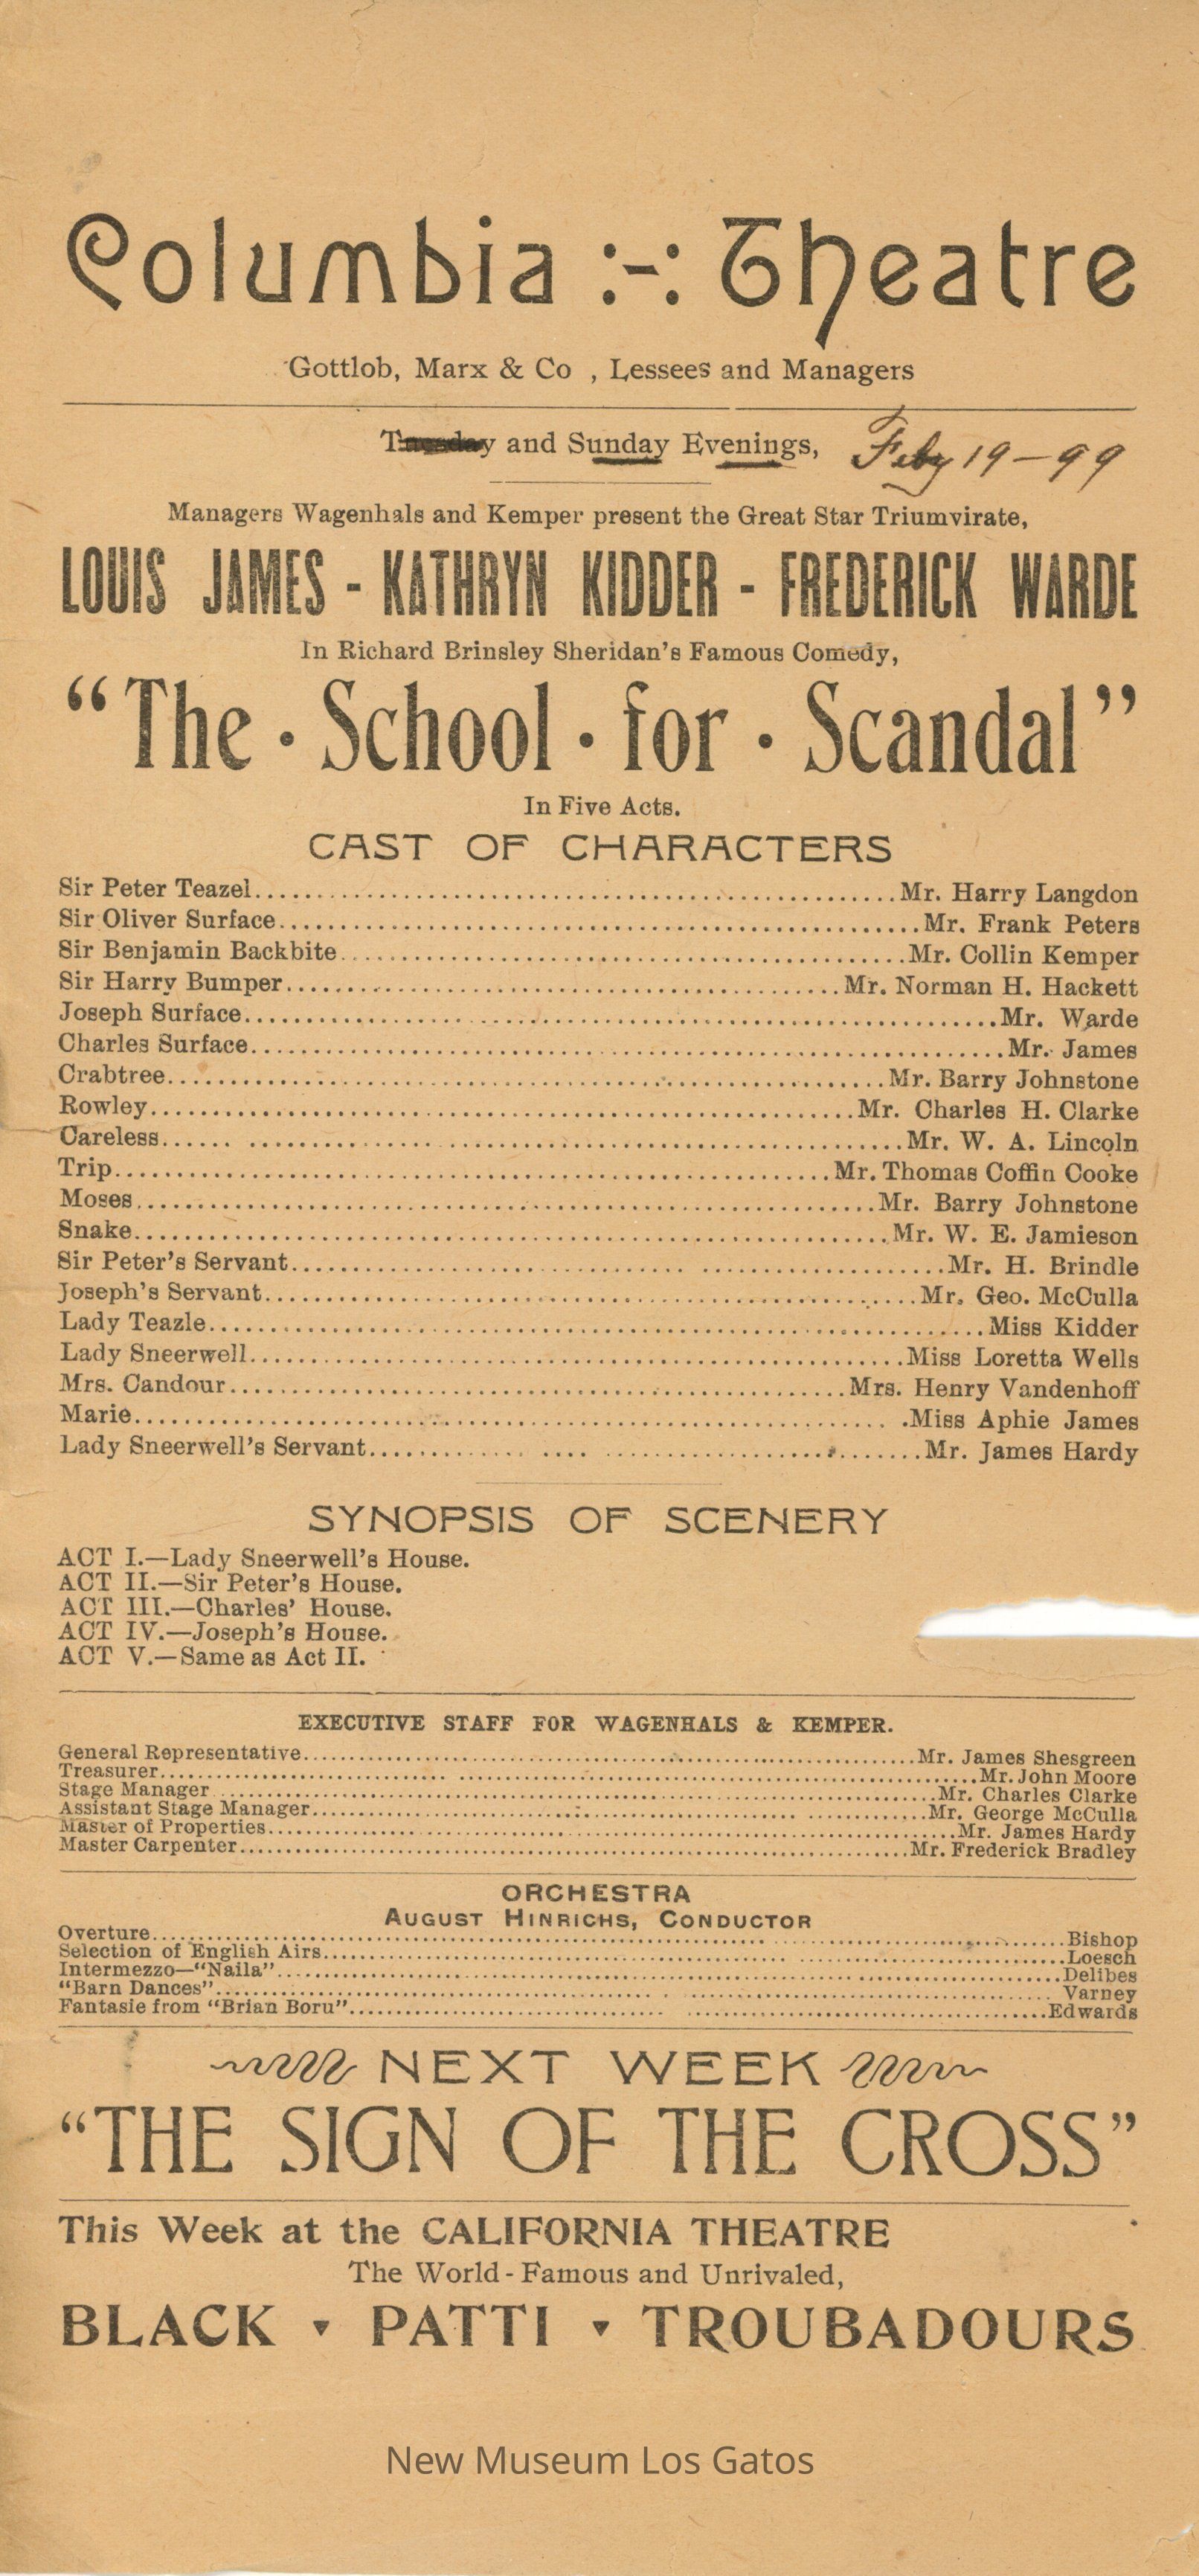 Columbia :-: Theatre
Gottlob, Marx & Co , Lessees and Managers
Tuesday and Sunday Evenings, Feby 19-99
Managers Wagenhals and Kemper present the Great Star Triumvirate,
LOUIS JAMES - KATHRYN KIDDER - FREDERICK WARDE
In Richard Brinsley Sheridan's Famous Comedy,
“The · School · for · Scandal”
In Five Acts.
CAST OF CHARACTERS
Sir Peter Teazel........Mr. Harry Langdon
Sir Oliver Surface........Mr. Frank Peters
Sir Benjamin Backbite........Mr. Collin Kemper
Sir Harry Bumper........Mr. Norman H. Hackett
Joseph Surface........Mr. Warde
Charles Surface........Mr. James
Crabtree........Mr. Barry Johnstone
Rowley........Mr. Charles H. Clarke
Careless........Mr. W. A. Lincoln
Trip........Mr. Thomas Coffin Cooke
Moses........Mr. Barry Johnstone
Snake........Mr. W. E. Jamieson
Sir Peter's Servant........Mr. H. Brindle
Joseph's Servant........Mr. Geo. McCulla
Lady Teazle........Miss Kidder
Lady Sneerwell........Miss Loretta Wells
Mrs. Candour........Mrs. Henry Vandenhoff
Marie........Miss Aphie James
Lady Sneerwell's Servant........Mr. James Hardy
SYNOPSIS OF SCENERY
ACT I.—Lady Sneerwell's House.
ACT II.—Sir Peter's House.
ACT III.—Charles' House.
ACT IV.—Joseph's House.
ACT V.—Same as Act II.
EXECUTIVE STAFF FOR WAGENHALS & KEMPER.
General Representative........Mr. James Shesgreen
Treasurer........Mr. John Moore
Stage Manager........Mr. Charles Clarke
Assistant Stage Manager........Mr. George McCulla
Master of Properties........Mr. James Hardy
Master Carpenter........Mr. Frederick Bradley
ORCHESTRA
AUGUST HINRICHS, CONDUCTOR
Overture........Bishop
Selection of English Airs........Loesch
Intermezzo—“Naila”........Delibes
“Barn Dances”........Varney
Fantasie from “Brian Boru”........Edwards
NEXT WEEK
“THE SIGN OF THE CROSS”
This Week at the CALIFORNIA THEATRE
The World-Famous and Unrivaled,
BLACK ▾ PATTI ▾ TROUBADOURS
New Museum Los Gatos